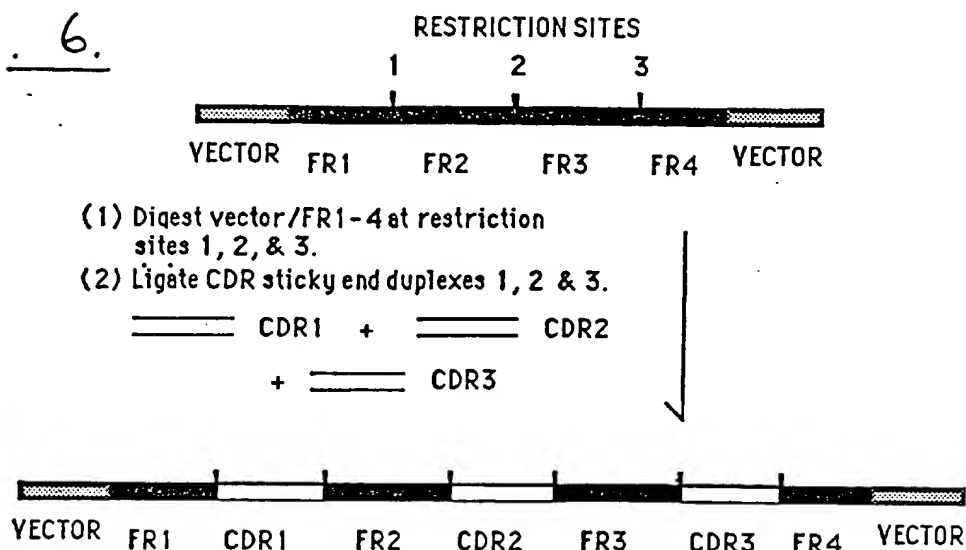 . 6.
RESTRICTION SITES
1 2 3
VECTOR FR1 FR2 FR3 FR4 VECTOR
(1) Digest vector/FR1-4 at restriction
sites 1, 2, & 3.
(2) Ligate CDR sticky end duplexes 1, 2 & 3.
CDR1 + CDR2
+ CDR3
VECTOR FR1 CDR1 FR2 CDR2 FR3 CDR3 FR4 VECTOR